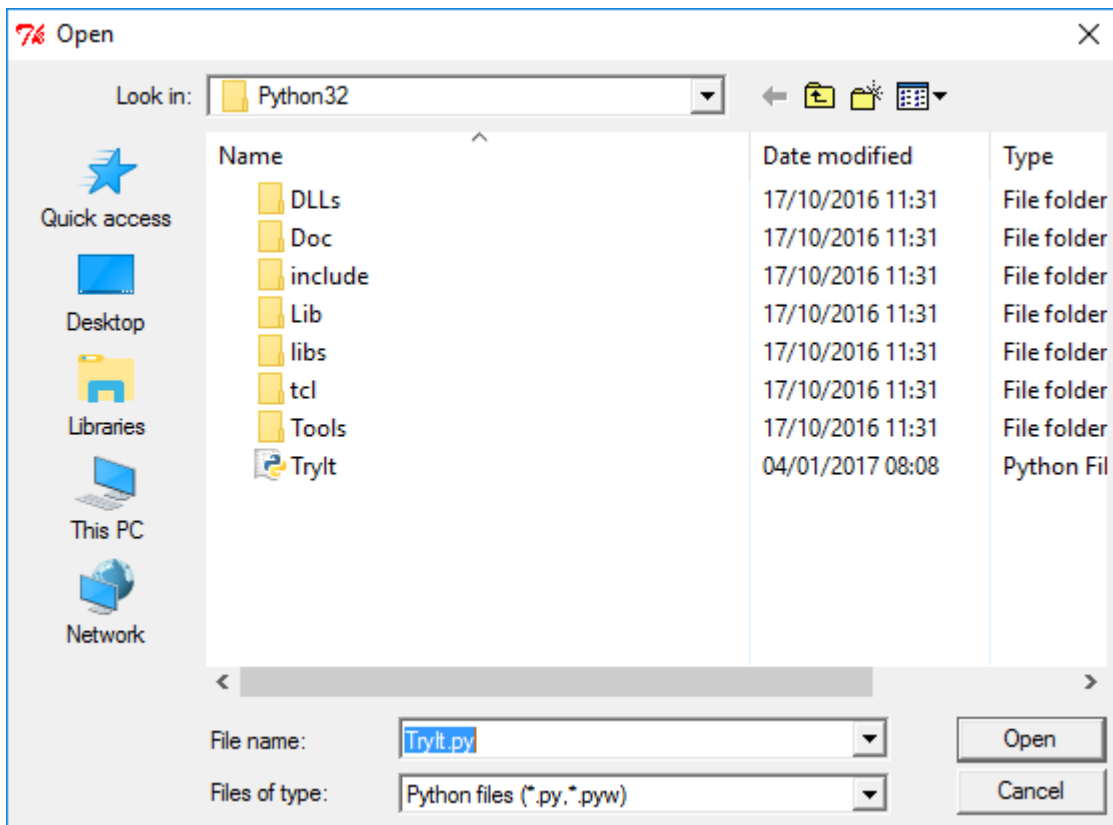 Open
Look in: Python32
Name Date modified Type
DLLs 17/10/2016 11:31 File folder
Doc 17/10/2016 11:31 File folder
include 17/10/2016 11:31 File folder
Lib 17/10/2016 11:31 File folder
libs 17/10/2016 11:31 File folder
tcl 17/10/2016 11:31 File folder
Tools 17/10/2016 11:31 File folder
TryIt 04/01/2017 08:08 Python Fil
Quick access
Desktop
Libraries
This PC
Network
File name: TryIt.py Open
Files of type: Python files (*.py,*.pyw) Cancel